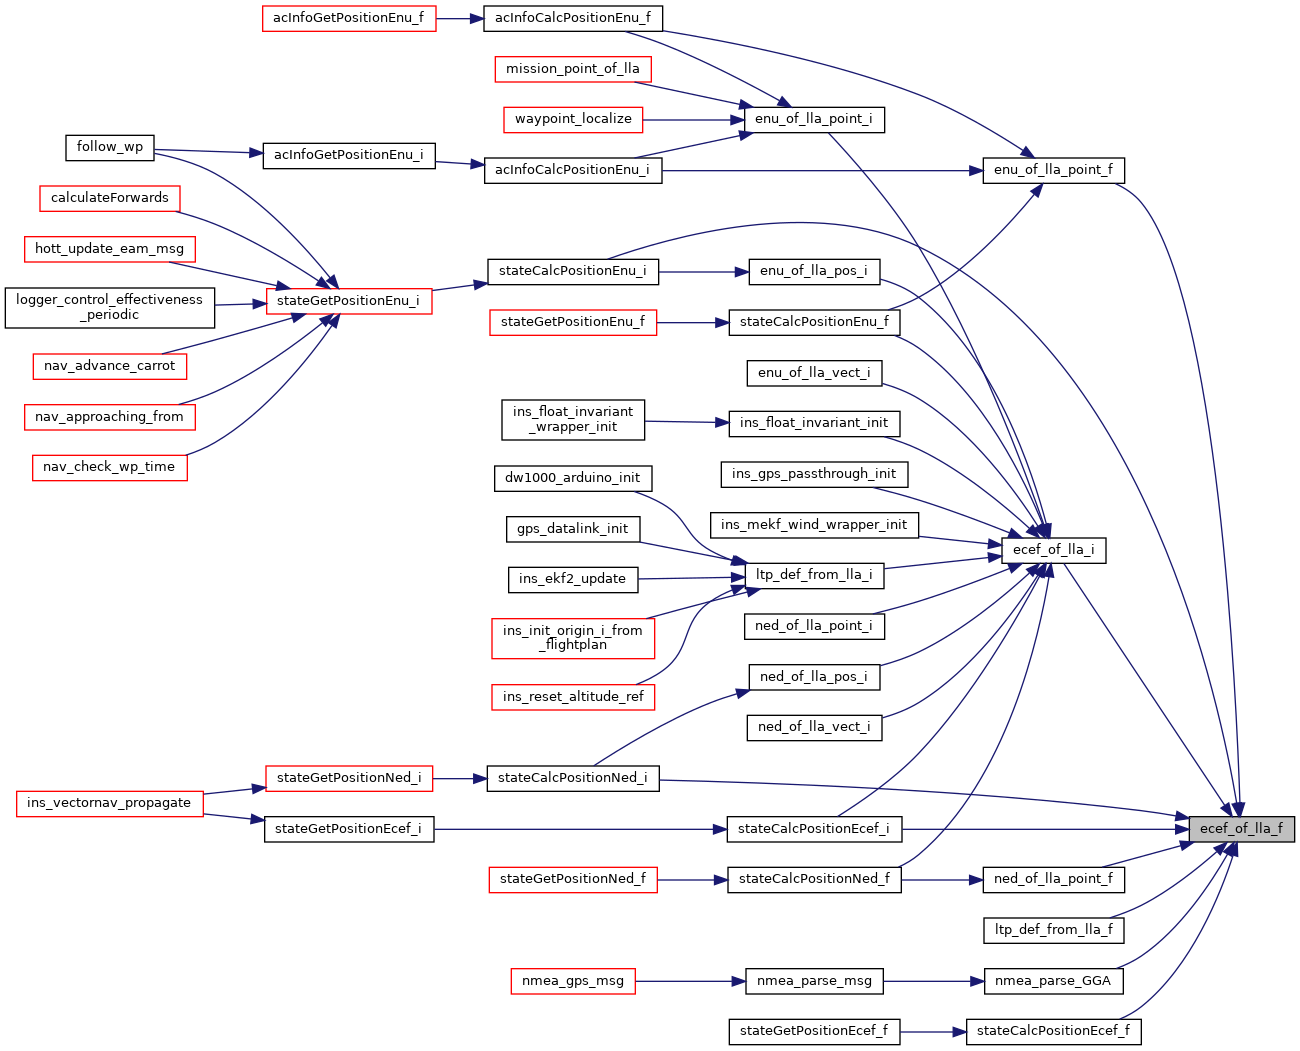 acInfoGetPositionEnu_f
acInfoCalcPositionEnu_f
mission_point_of_lla
waypoint_localize
enu_of_lla_point_i
follow_wp
acInfoGetPositionEnu_i
acInfoCalcPositionEnu_i
enu_of_lla_point_f
calculateForwards
hott_update_eam_msg
logger_control_effectiveness
_periodic
stateGetPositionEnu_i
stateCalcPositionEnu_i
enu_of_lla_pos_i
stateGetPositionEnu_f
stateCalcPositionEnu_f
nav_advance_carrot
enu_of_lla_vect_i
nav_approaching_from
ins_float_invariant
_wrapper_init
ins_float_invariant_init
nav_check_wp_time
dw1000_arduino_init
ins_gps_passthrough_init
gps_datalink_init
ins_mekf_wind_wrapper_init
ecef_of_lla_i
ins_ekf2_update
ltp_def_from_lla_i
ins_init_origin_i_from
_flightplan
ned_of_lla_point_i
ins_reset_altitude_ref
ned_of_lla_pos_i
ned_of_lla_vect_i
stateGetPositionNed_i
stateCalcPositionNed_i
ins_vectornav_propagate
stateGetPositionEcef_i
stateCalcPositionEcef_i
ecef_of_lla_f
stateGetPositionNed_f
stateCalcPositionNed_f
ned_of_lla_point_f
ltp_def_from_lla_f
nmea_gps_msg
nmea_parse_msg
nmea_parse_GGA
stateGetPositionEcef_f
stateCalcPositionEcef_f